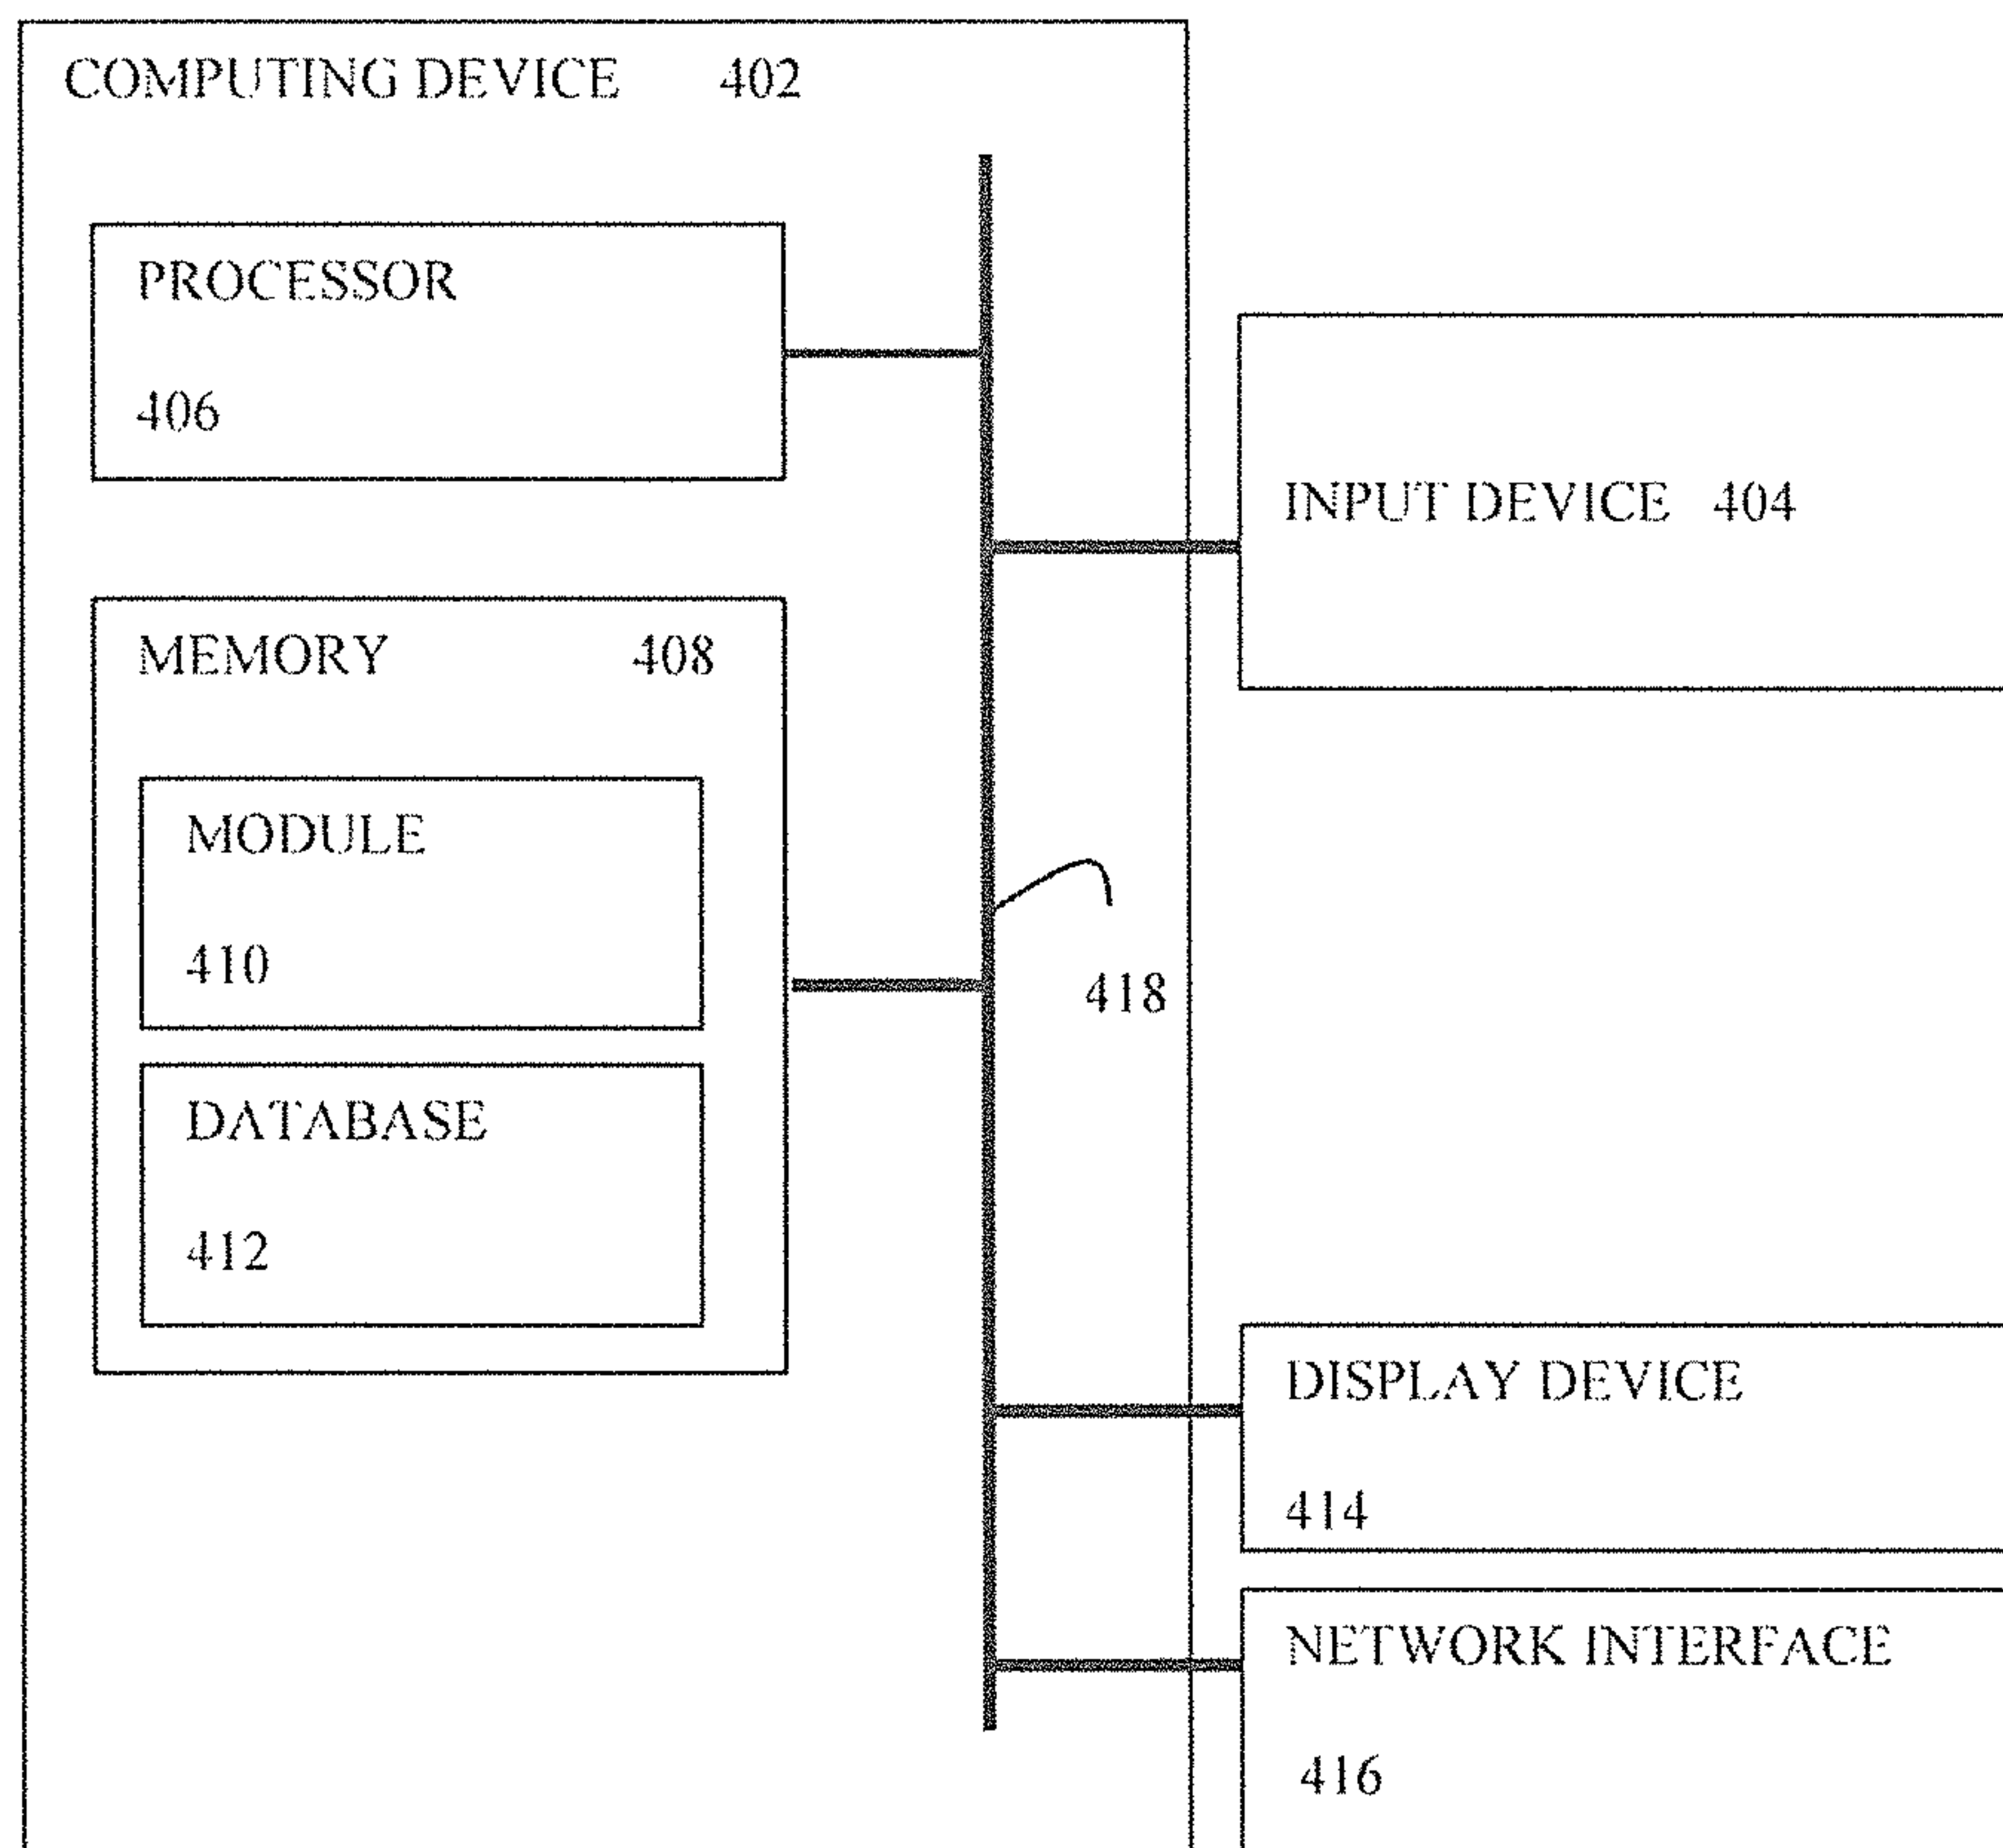 COMPUTING DEVICE 402
PROCESSOR
406
INPUT DEVICE 404
MEMORY 408
MODULE
410
418
DATABASE
412
DISPLAY DEVICE
414
NETWORK INTERFACE
416